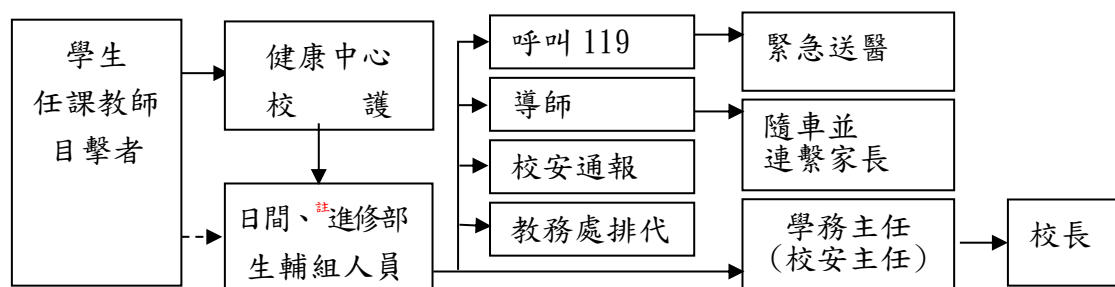 學生
任課教師
目擊者
健康中心
校　　護
日間、註進修部
生輔組人員
呼叫 119
導師
校安通報
教務處排代
緊急送醫
隨車並
連繫家長
學務主任
(校安主任)
校長